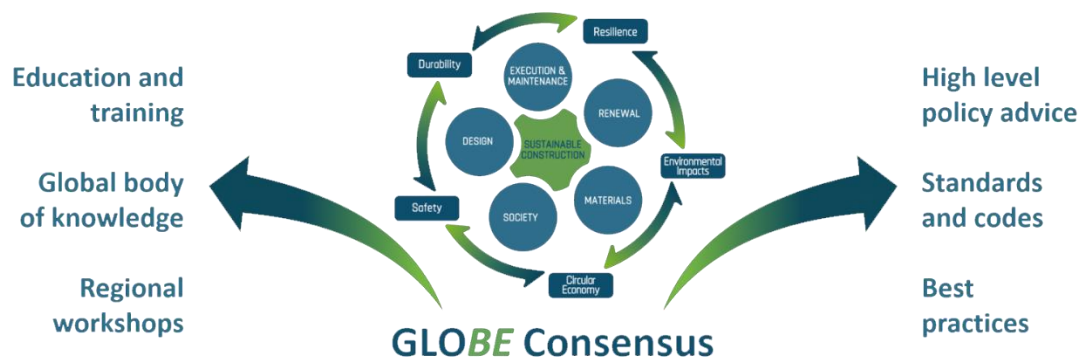 Education and
training
Global body
of knowledge
Regional
workshops
Resilience
Durability
EXECUTION &
MAINTENANCE
RENEWAL
DESIGN
SUSTAINABLE
CONSTRUCTION
Environmental
Impacts
Safety
SOCIETY
MATERIALS
Circular
Economy
High level
policy advice
Standards
and codes
Best
practices
GLOBE Consensus